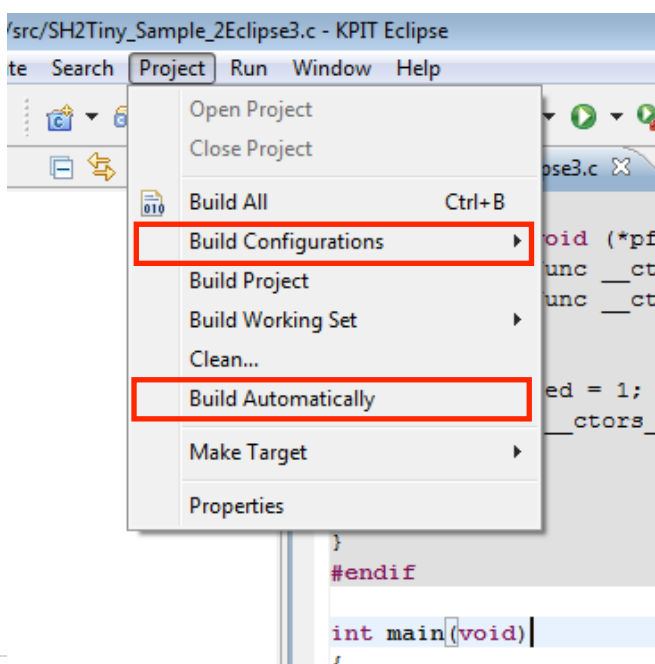 /src/SH2Tiny_Sample_2Eclipse3.c - KPIT Eclipse
te Search Project Run Window Help
Open Project
Close Project
pse3.c
010 Build All Ctrl+B
Build Configurations
oid (*pf
Build Project
unc __ct
Build Working Set
unc __ct
Clean...
Build Automatically
ed = 1;
__ctors_
Make Target
Properties
}
#endif
int main(void)
{